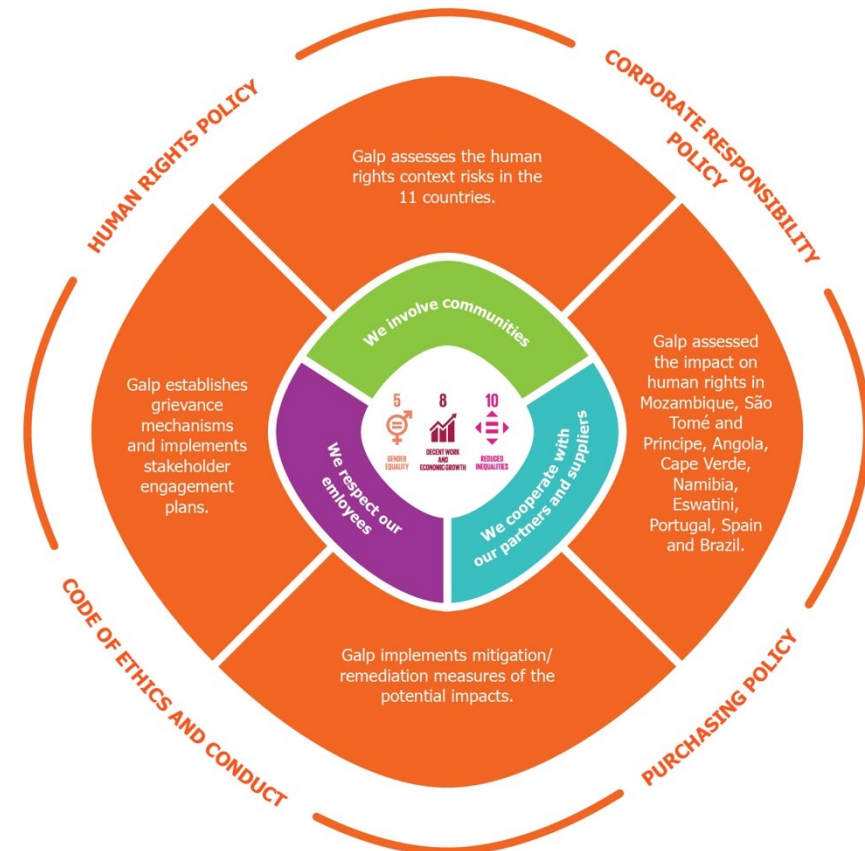 HUMAN RIGHTS POLICY
CORPORATE RESPONSIBILITY
POLICY
Galp assesses the human
rights context risks in the
11 countries.
Galp assessed
the impact on
human rights in
Mozambique, São
Tomé and
Principe, Angola,
Cape Verde,
Namibia,
Eswatini,
Portugal, Spain
and Brazil.
Galp implements mitigation/
remediation measures of the
potential impacts.
Galp establishes
grievance
mechanisms
and implements
stakeholder
engagement
plans.
We involve communities
We cooperate with
our partners and suppliers
We respect our
emloyees
5
GENDER
EQUALITY
8
DECENT WORK
AND
ECONOMIC GROWTH
10
REDUCED
INEQUALITIES
PURCHASING POLICY
CODE OF ETHICS AND CONDUCT